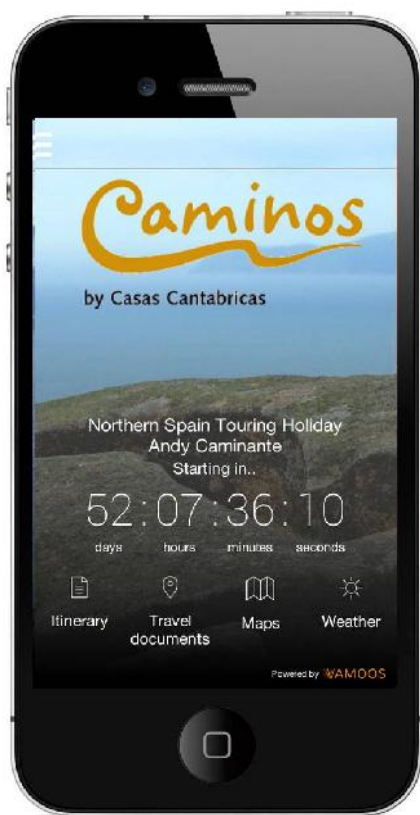 Caminos
by Casas Cantabricas
Northern Spain Touring Holiday
Andy Caminante
Starting in..
52:07:36:10
days hours minutes seconds
Itinerary Travel documents Maps Weather
Powered by VAMOOS